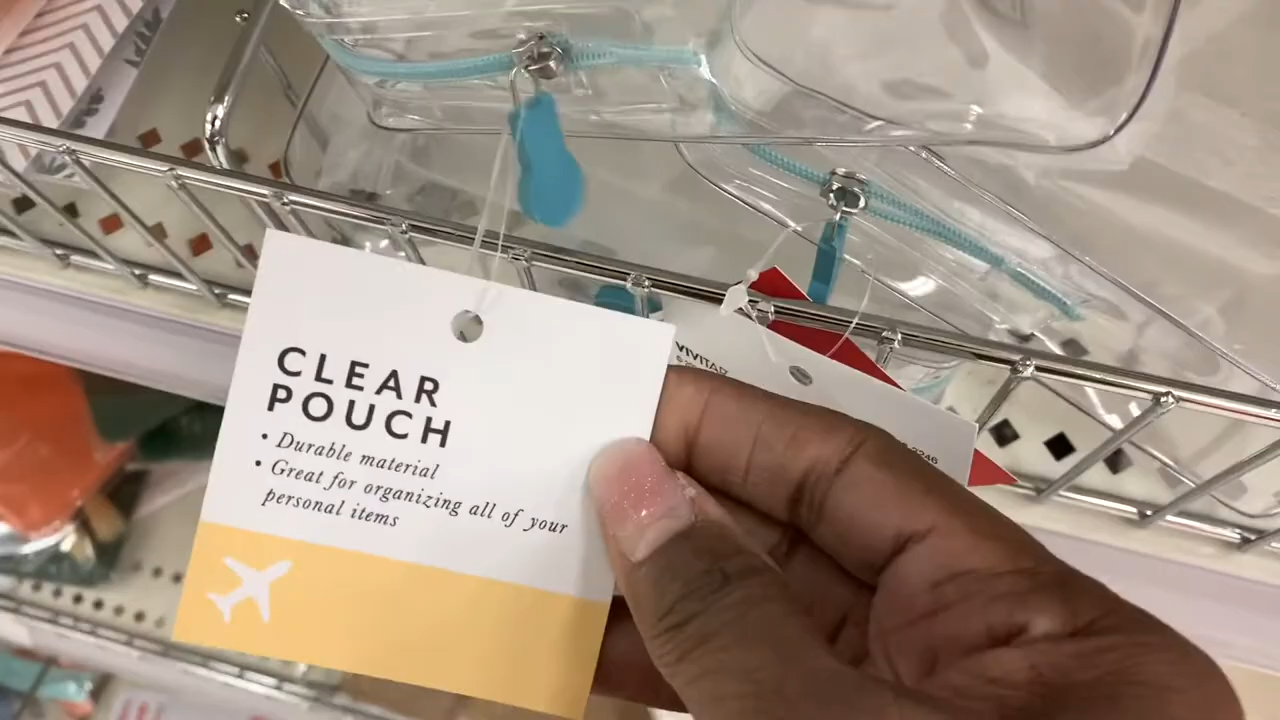 CLEAR
POUCH
• Durable material
• Great for organizing all of your
personal items
VIVITAR